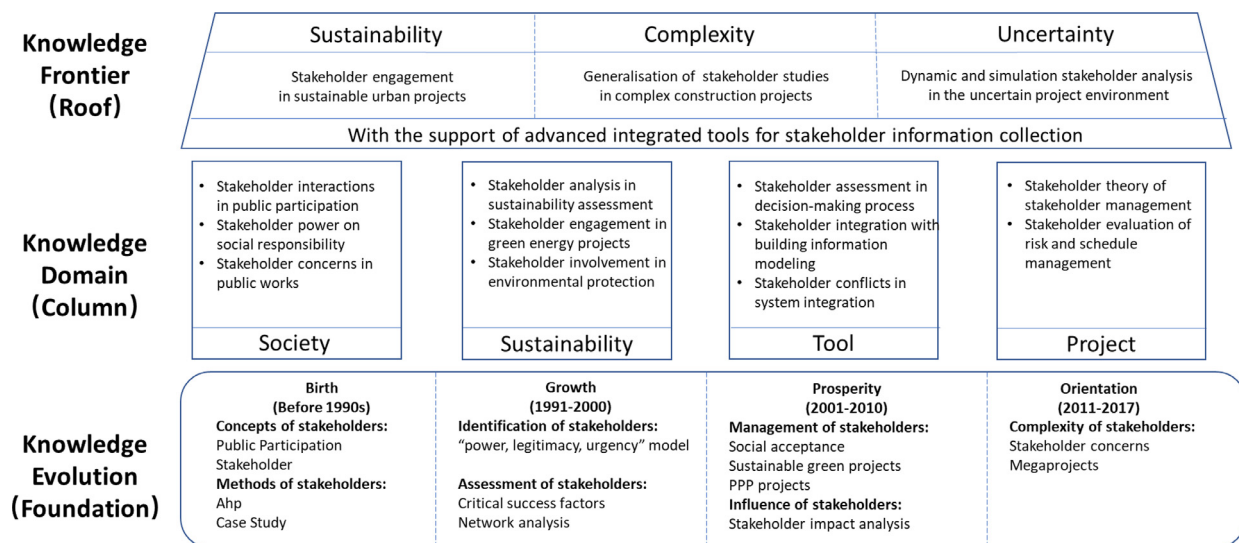 Knowledge
Frontier
(Roof)
Sustainability
Complexity
Uncertainty
Stakeholder engagement
in sustainable urban projects
Generalisation of stakeholder studies
in complex construction projects
Dynamic and simulation stakeholder analysis
in the uncertain project environment
With the support of advanced integrated tools for stakeholder information collection
Knowledge
Domain
(Column)
• Stakeholder interactions
in public participation
• Stakeholder power on
social responsibility
• Stakeholder concerns in
public works
Society
• Stakeholder analysis in
sustainability assessment
• Stakeholder engagement in
green energy projects
• Stakeholder involvement in
environmental protection
Sustainability
• Stakeholder assessment in
decision-making process
• Stakeholder integration with
building information
modeling
• Stakeholder conflicts in
system integration
Tool
• Stakeholder theory of
stakeholder management
• Stakeholder evaluation of
risk and schedule
management
Project
Knowledge
Evolution
(Foundation)
Birth
(Before 1990s)
Concepts of stakeholders:
Public Participation
Stakeholder
Methods of stakeholders:
Ahp
Case Study
Growth
(1991-2000)
Identification of stakeholders:
“power, legitimacy, urgency” model
Assessment of stakeholders:
Critical success factors
Network analysis
Prosperity
(2001-2010)
Management of stakeholders:
Social acceptance
Sustainable green projects
PPP projects
Influence of stakeholders:
Stakeholder impact analysis
Orientation
(2011-2017)
Complexity of stakeholders:
Stakeholder concerns
Megaprojects